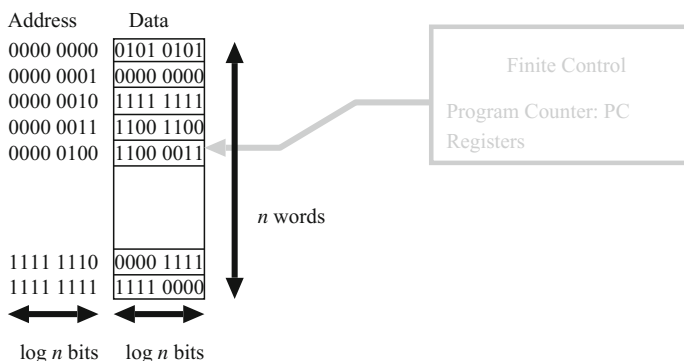 Address Data
0000 0000 0101 0101
0000 0001 0000 0000
0000 0010 1111 1111
0000 0011 1100 1100
0000 0100 1100 0011
Finite Control
Program Counter: PC
Registers
n words
1111 1110 0000 1111
1111 1111 1111 0000
log n bits log n bits